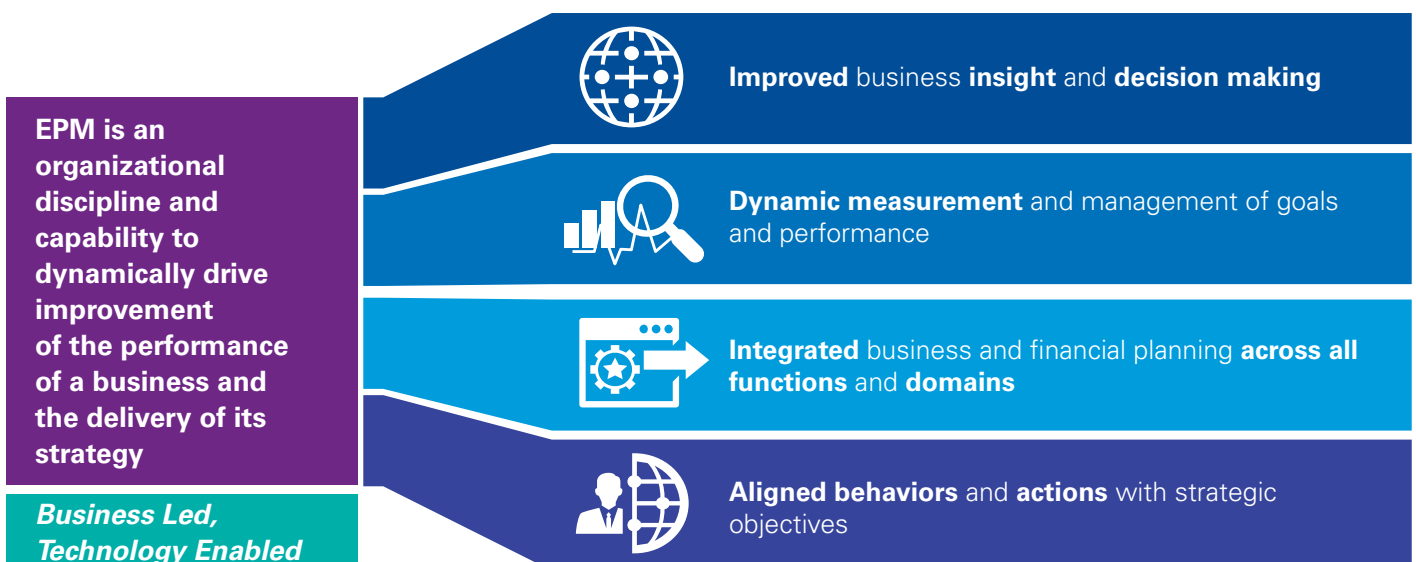 EPM is an
organizational
discipline and
capability to
dynamically drive
improvement
of the performance
of a business and
the delivery of its
strategy
Business Led,
Technology Enabled
Improved business insight and decision making
Dynamic measurement and management of goals
and performance
Integrated business and financial planning across all
functions and domains
Aligned behaviors and actions with strategic
objectives